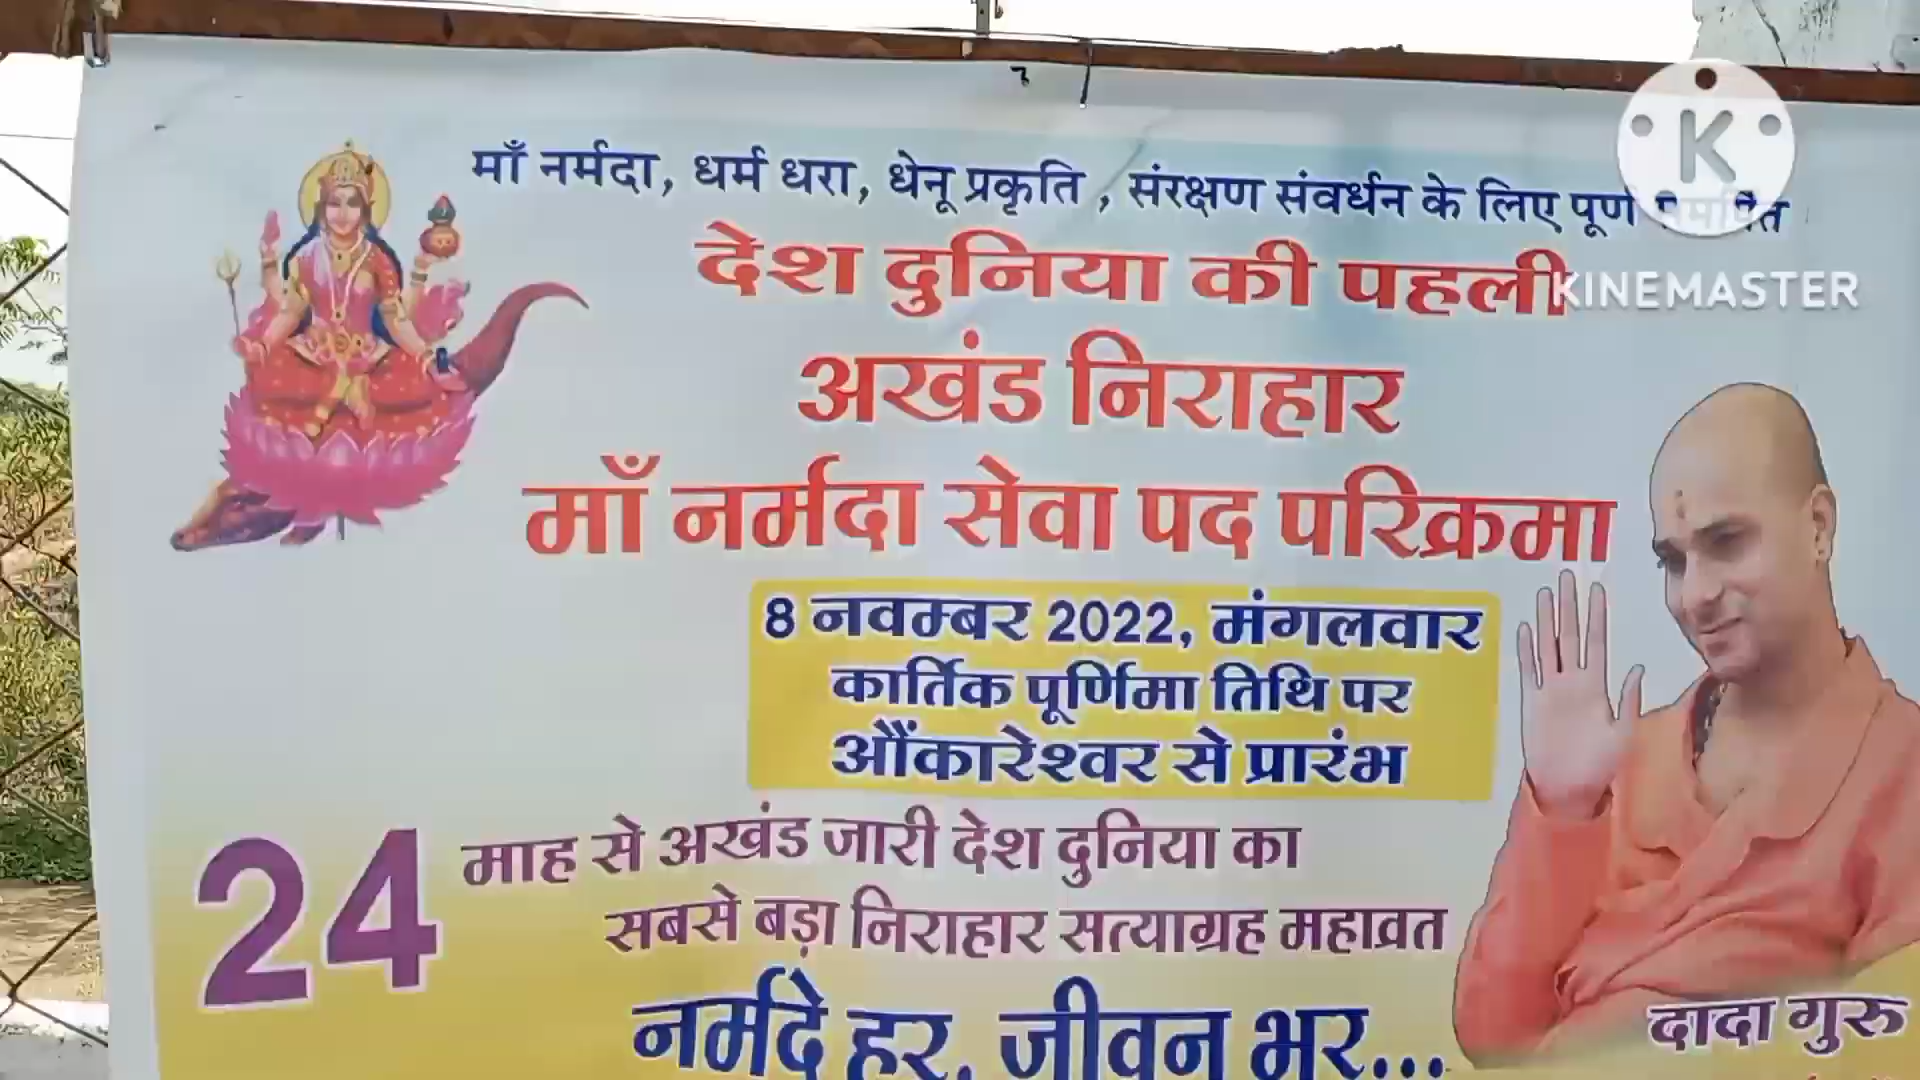 माँ नर्मदा, धर्म धरा, धेनू प्रकृति , संरक्षण संवर्धन के लिए पूर्ण
देश दुनिया की पहली
अखंड निराहार
माँ नर्मदा सेवा पद परिक्रमा
8 नवम्बर 2022, मंगलवार
कार्तिक पूर्णिमा तिथि पर
ओंकारेश्वर से प्रारंभ
24 माह से अखंड जारी देश दुनिया का
सबसे बड़ा निराहार सत्याग्रह महाव्रत
नर्मदे हर, जीवन भर...
दादा गुरु
K
KINEMASTER